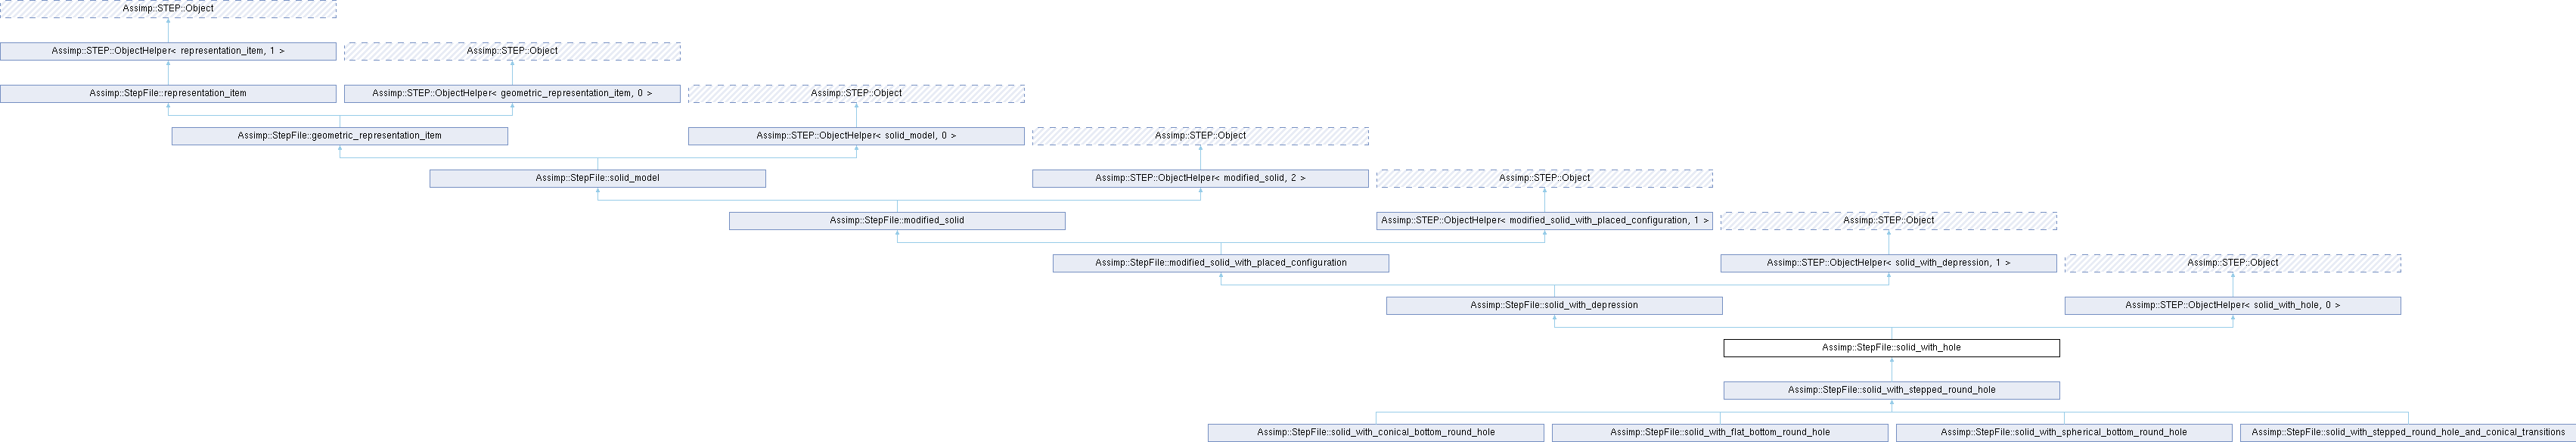 Assimp::STEP::Object
Assimp::STEP::ObjectHelper< representation_item, 1 >
Assimp::STEP::Object
Assimp::StepFile::representation_item
Assimp::STEP::ObjectHelper< geometric_representation_item, 0 >
Assimp::STEP::Object
Assimp::StepFile::geometric_representation_item
Assimp::STEP::ObjectHelper< solid_model, 0 >
Assimp::STEP::Object
Assimp::StepFile::solid_model
Assimp::STEP::ObjectHelper< modified_solid, 2 >
Assimp::STEP::Object
Assimp::StepFile::modified_solid
Assimp::STEP::ObjectHelper< modified_solid_with_placed_configuration, 1 >
Assimp::STEP::Object
Assimp::StepFile::modified_solid_with_placed_configuration
Assimp::STEP::ObjectHelper< solid_with_depression, 1 >
Assimp::STEP::Object
Assimp::StepFile::solid_with_depression
Assimp::STEP::ObjectHelper< solid_with_hole, 0 >
Assimp::StepFile::solid_with_hole
Assimp::StepFile::solid_with_stepped_round_hole
Assimp::StepFile::solid_with_conical_bottom_round_hole
Assimp::StepFile::solid_with_flat_bottom_round_hole
Assimp::StepFile::solid_with_spherical_bottom_round_hole
Assimp::StepFile::solid_with_stepped_round_hole_and_conical_transitions